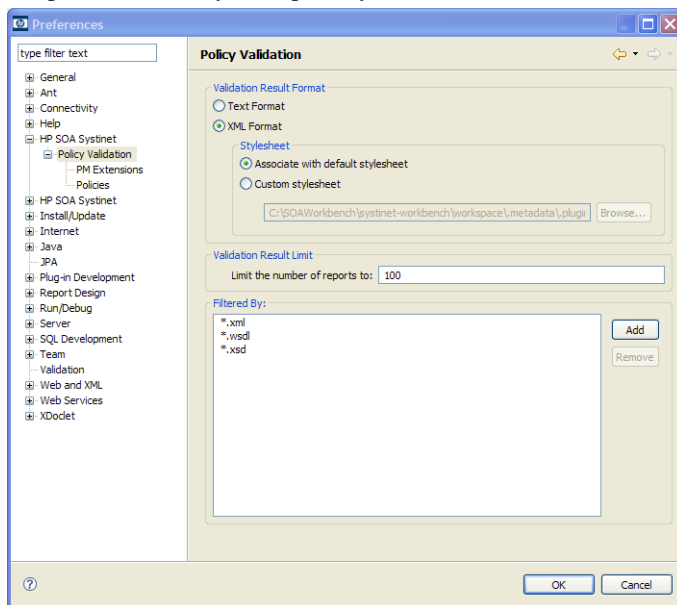 Preferences
type filter text
General
Ant
Connectivity
Help
HP SOA Systinet
Policy Validation
PM Extensions
Policies
HP SOA Systinet
Install/Update
Internet
Java
JPA
Plug-in Development
Report Design
Run/Debug
Server
SQL Development
Team
Validation
Web and XML
Web Services
XDoclet
Policy Validation
Validation Result Format
Text Format
XML Format
Stylesheet
Associate with default stylesheet
Custom stylesheet
C:\SOAWorkbench\systinet-workbench\workspace\.metadata\.plugin Browse...
Validation Result Limit
Limit the number of reports to: 100
Filtered By:
*.xml
*.wsdl
*.xsd
Add
Remove
OK Cancel